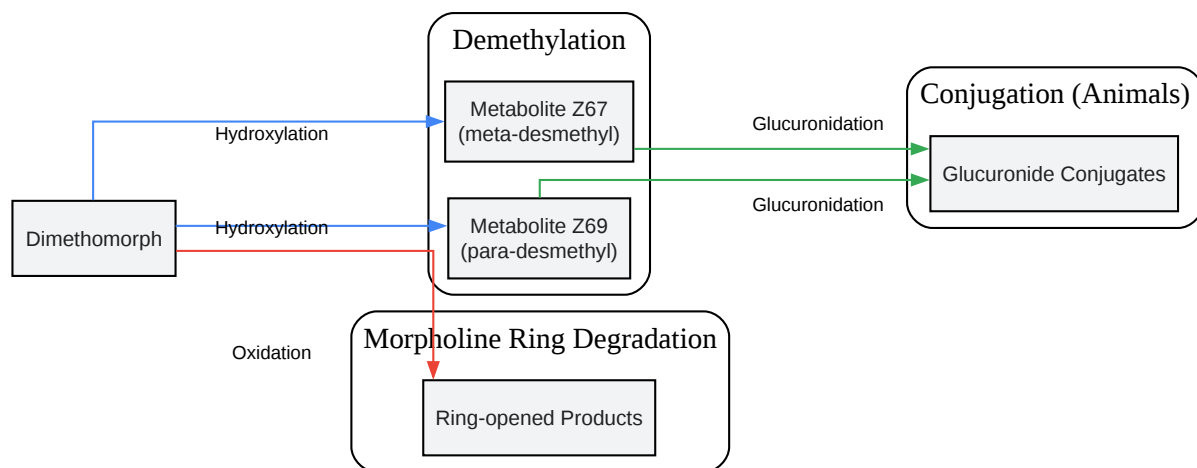 Demethylation
Metabolite Z67
(meta-desmethyl)
Hydroxylation
Glucuronidation
Conjugation (Animals)
Glucuronide Conjugates
Dimethomorph
Hydroxylation
Metabolite Z69
(para-desmethyl)
Glucuronidation
Oxidation
Morpholine Ring Degradation
Ring-opened Products